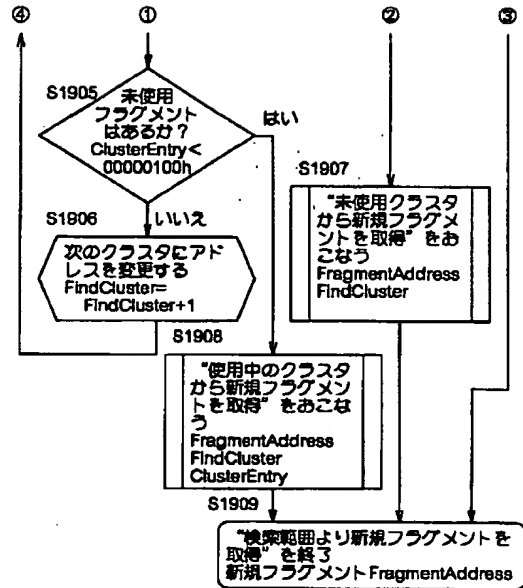 ④
①
②
③
S1905
未使用
フラグメント
はあるか?
ClusterEntry<
00000100h
はい
いいえ
S1906
次のクラスタにアド
レスを変更する
FindCluster=
FindCluster+1
S1907
"未使用クラスタ
から新規フラグメ
ントを取得"をお
こなう
FragmentAddress
FindCluster
S1908
"使用中のクラスタ
から新規フラグメン
トを取得"をおこな
う
FragmentAddress
FindCluster
ClusterEntry
S1909
"検索範囲より新規フラグメントを
取得"を終了
新規フラグメントFragmentAddress